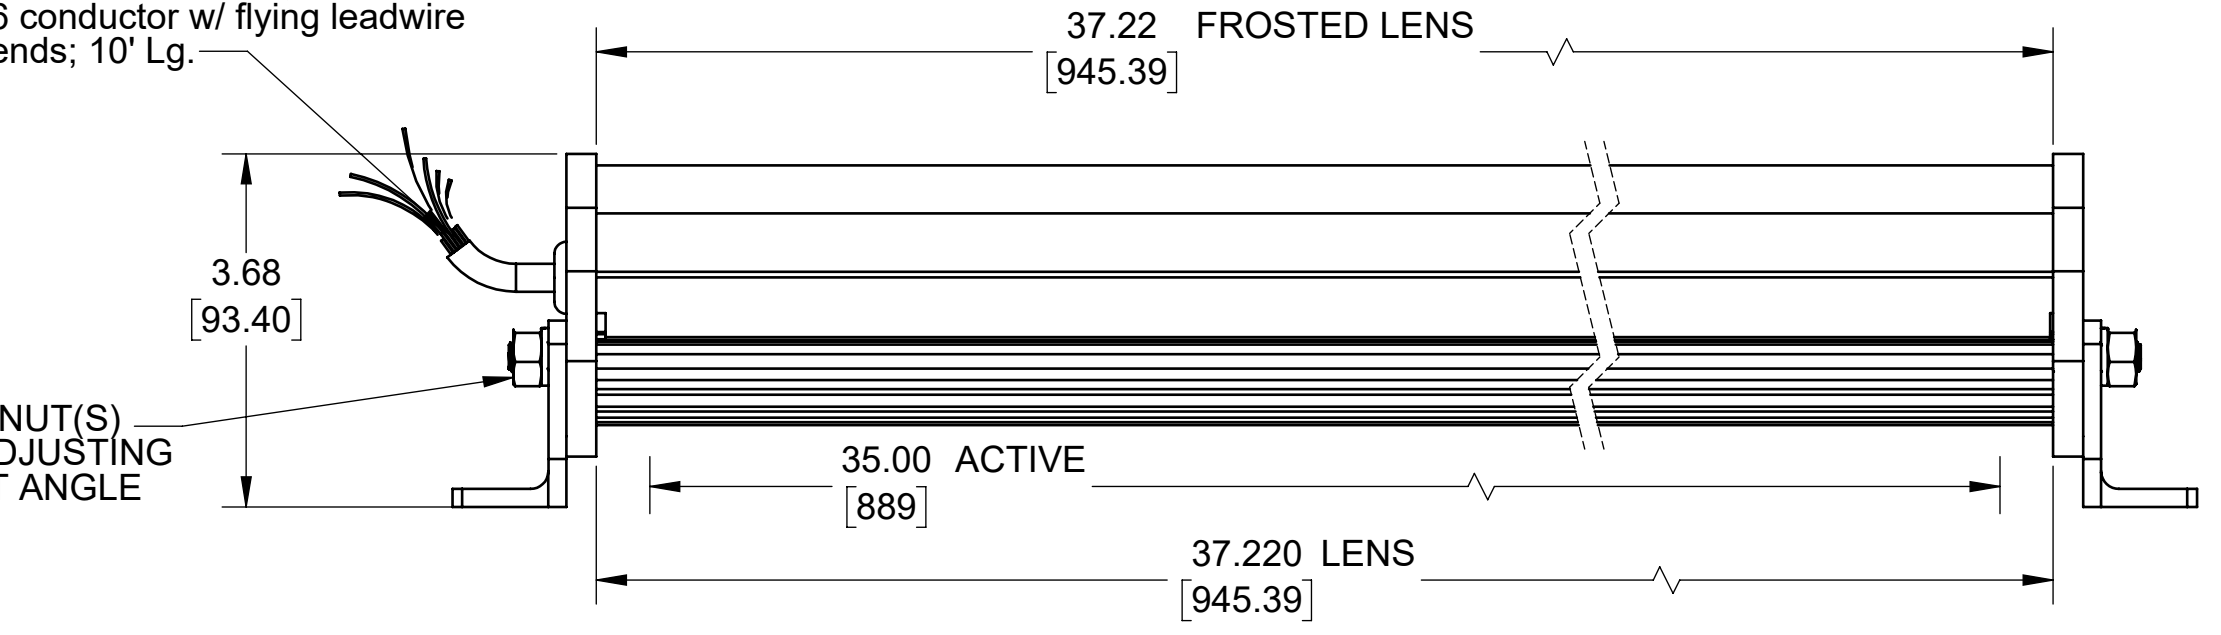 6 conductor w/ flying leadwire
ends; 10' Lg.
37.22 FROSTED LENS
[945.39]
3.68
[93.40]
NUT(S)
DJUSTING
T ANGLE
35.00 ACTIVE
[889]
37.220 LENS
[945.39]